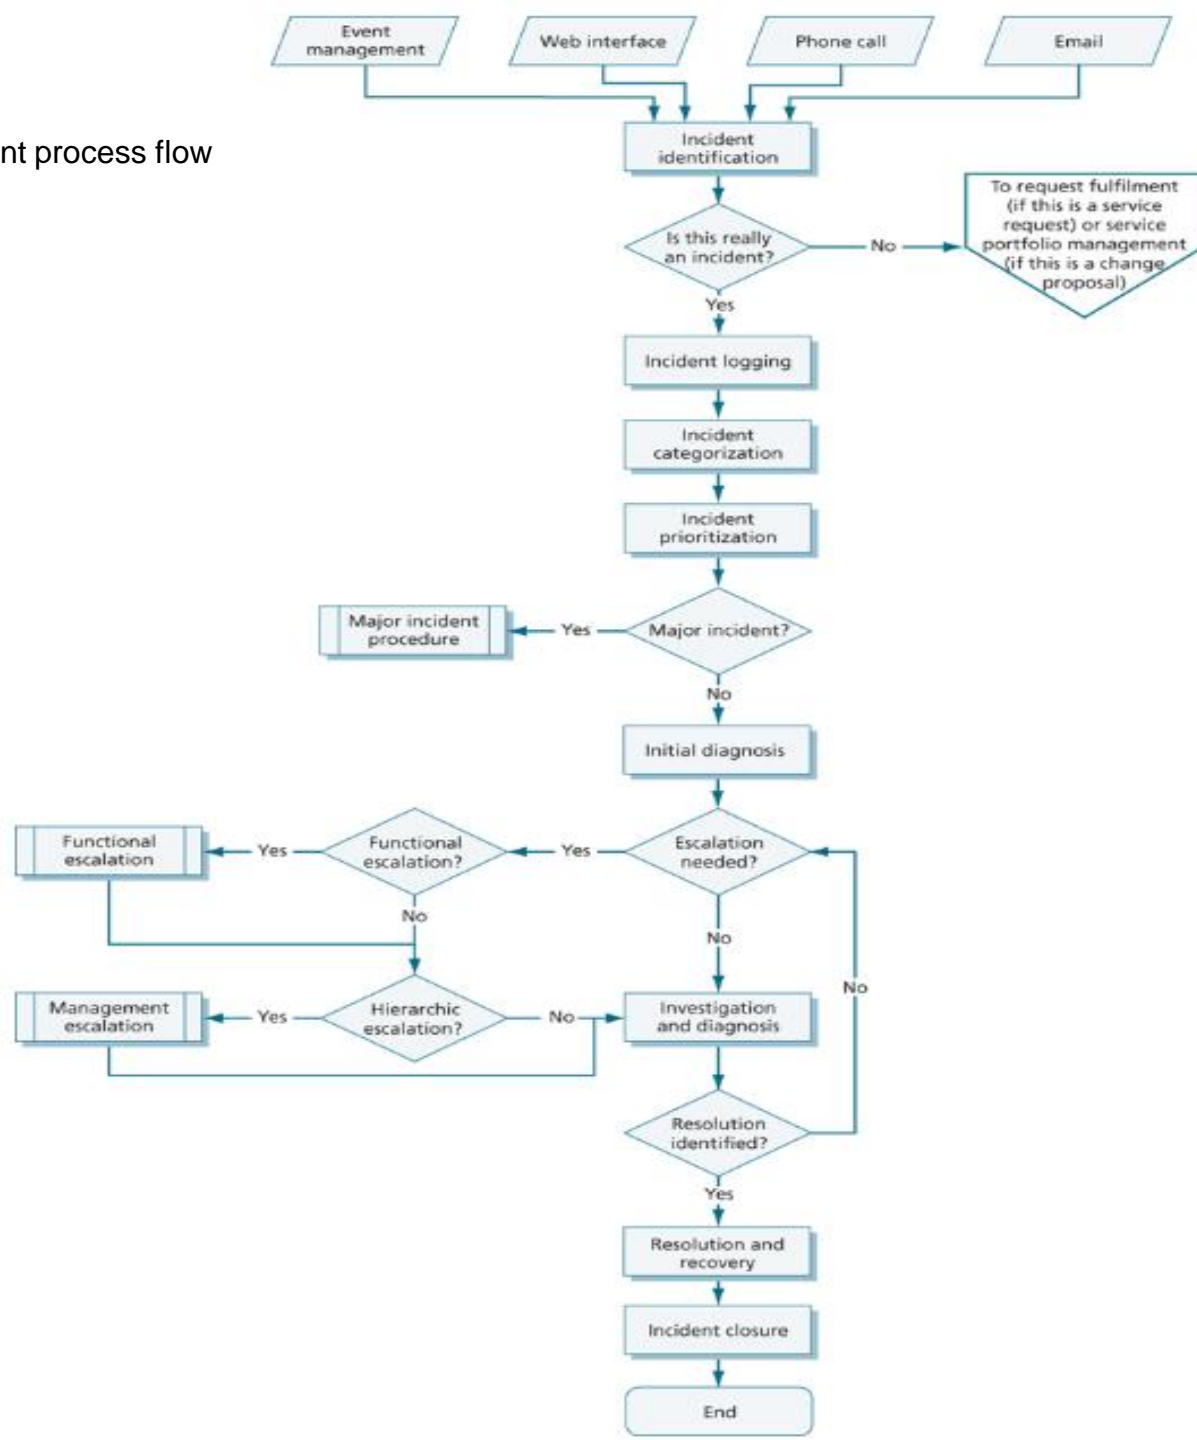 Event
management
Web interface
Phone call
Email
nt process flow
Incident
identification
To request fulfilment
(if this is a service
request) or service
portfolio management
(if this is a change
proposal)
Is this really
an incident?
No
Yes
Incident logging
Incident
categorization
Incident
prioritization
Major incident
procedure
Yes
Major incident?
No
Initial diagnosis
Functional
escalation
Yes
Functional
escalation?
Yes
Escalation
needed?
No
No
No
Management
escalation
Yes
Hierarchic
escalation?
No
Investigation
and diagnosis
Resolution
identified?
Yes
Resolution and
recovery
Incident closure
End